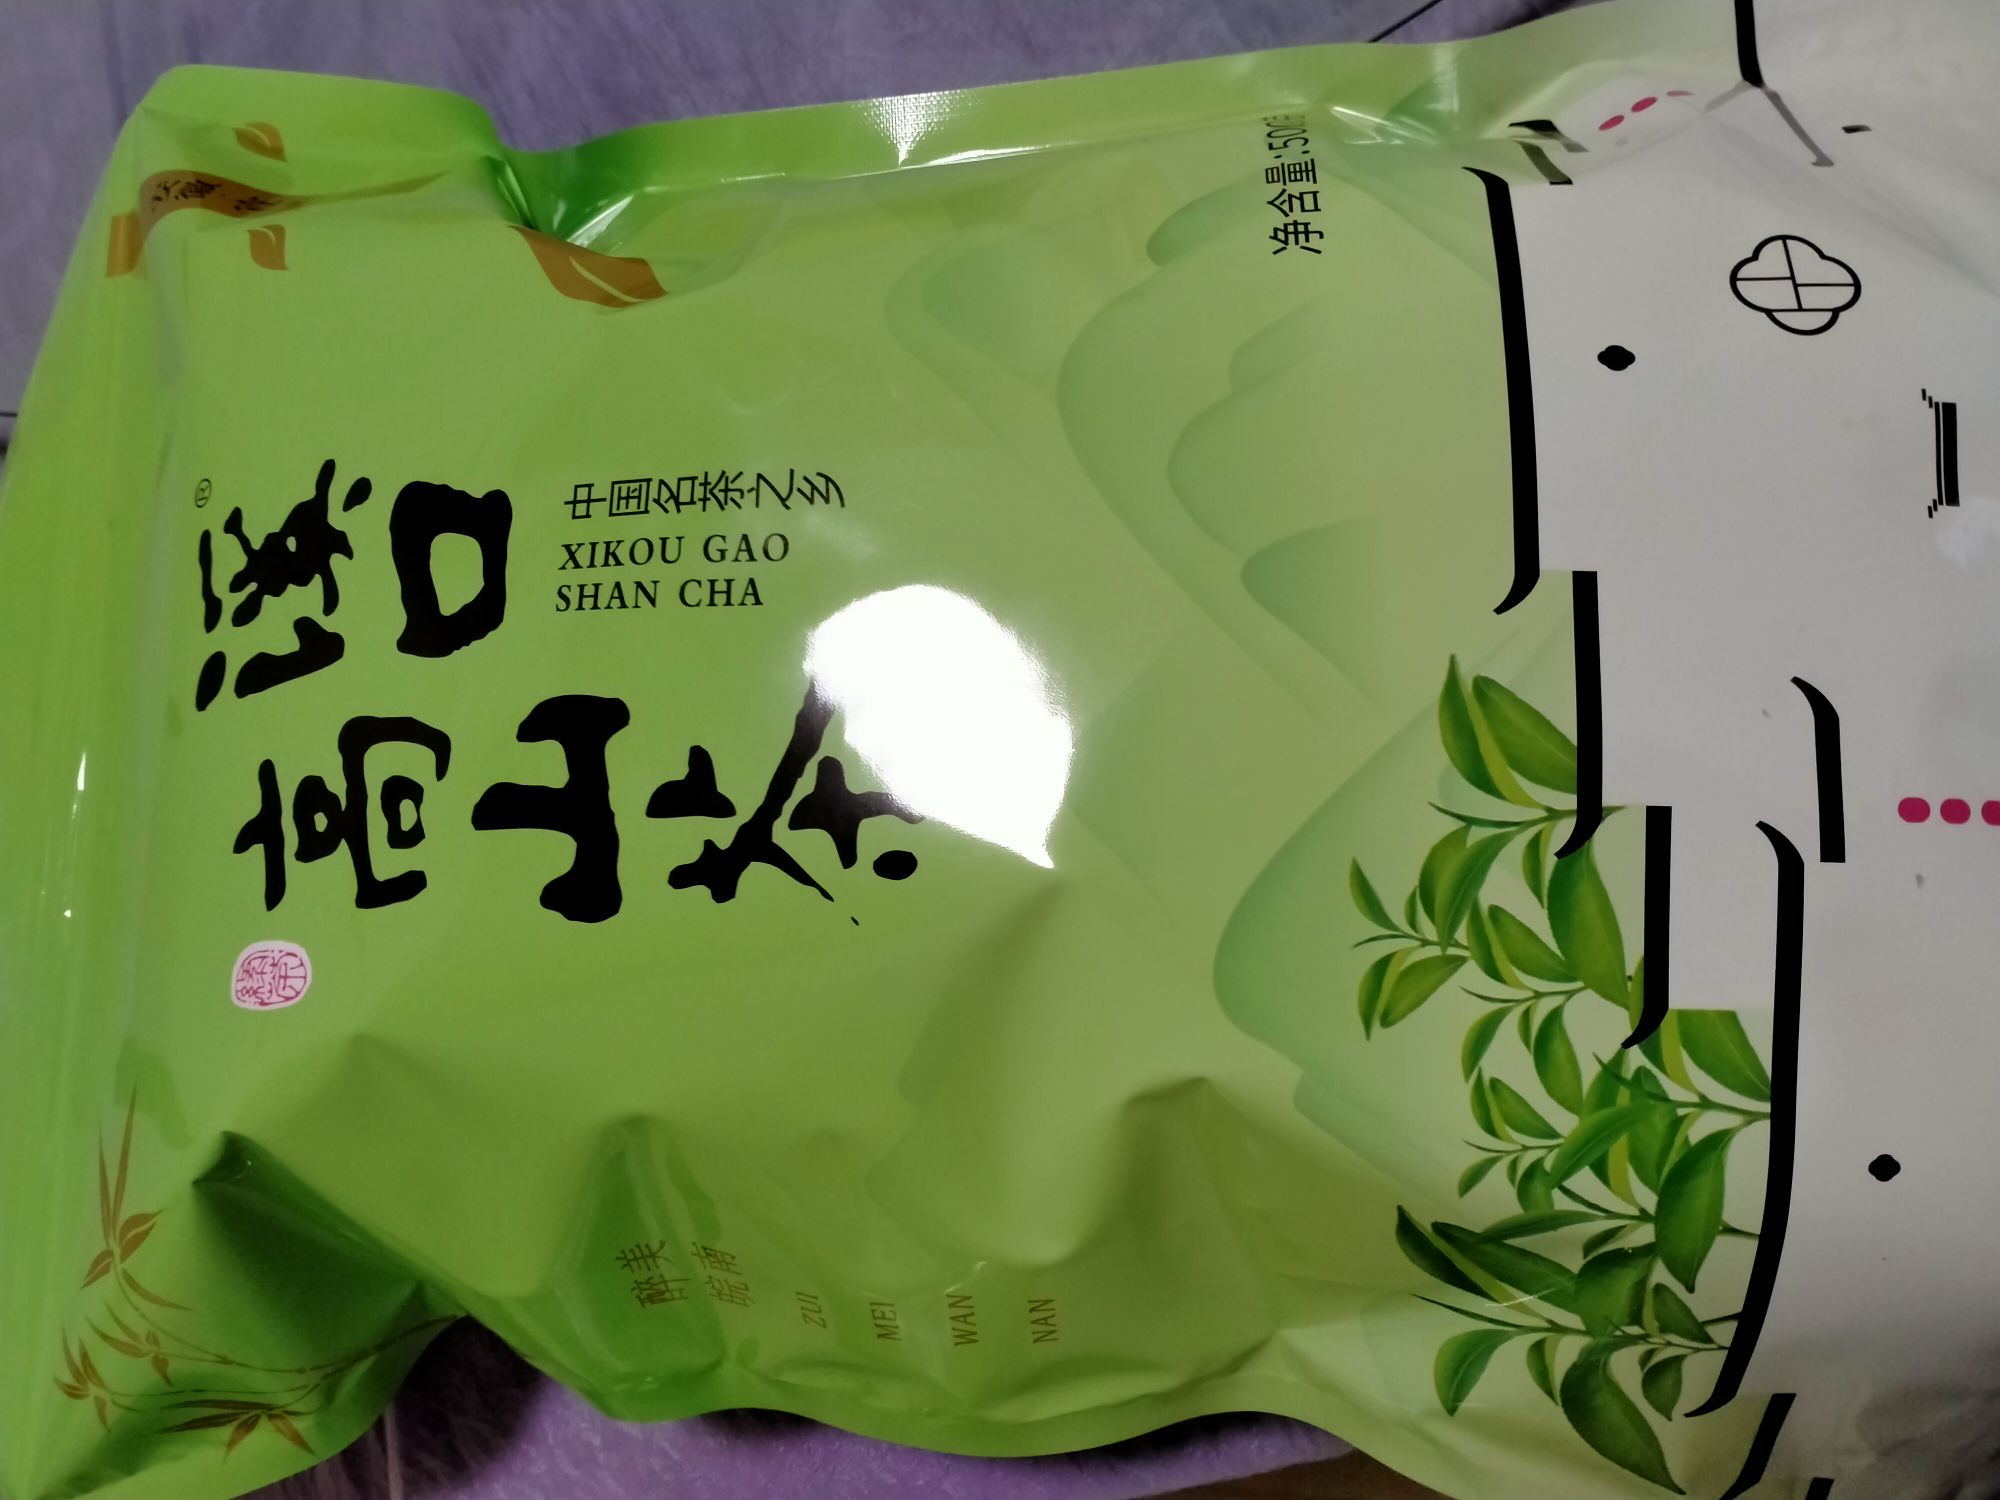 溪口®
高山茶
中国名茶之乡
XIKOU GAO
SHAN CHA
醉美
皖南
ZUI
MEI
WAN
NAN
净含量:500